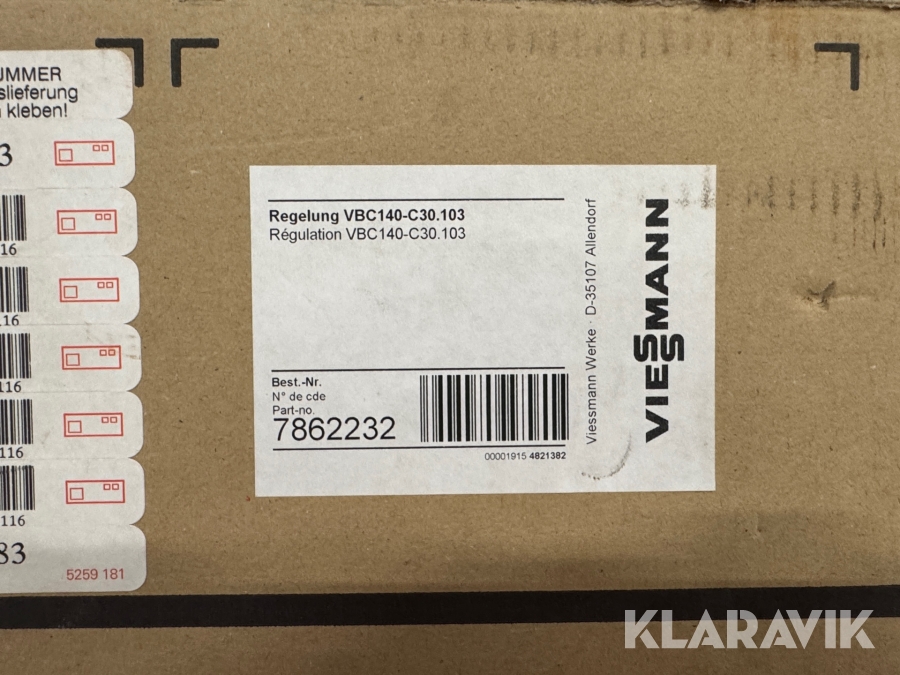 UMMER
slieferung
kleben!
3
16
116
116
116
116
83
5259 181
Regelung VBC140-C30.103
Régulation VBC140-C30.103
Best.-Nr.
N° de cde
Part-no.
7862232
00001915 4821382
Viessmann Werke · D-35107 Allendorf
VIESSMANN
KLARAVIK